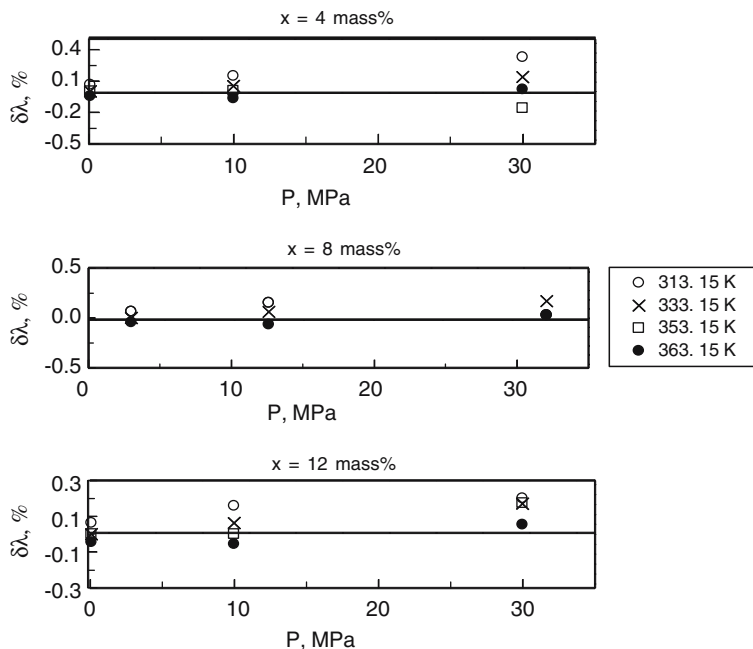 x = 4 mass%
0.4
0.1
-0.2
-0.5
δλ, %
0 10 20 30
P, MPa
x = 8 mass%
0.5
0.0
-0.5
δλ, %
0 10 20 30
P, MPa
313. 15 K
333. 15 K
353. 15 K
363. 15 K
x = 12 mass%
0.3
0.1
-0.1
-0.3
δλ, %
0 10 20 30
P, MPa